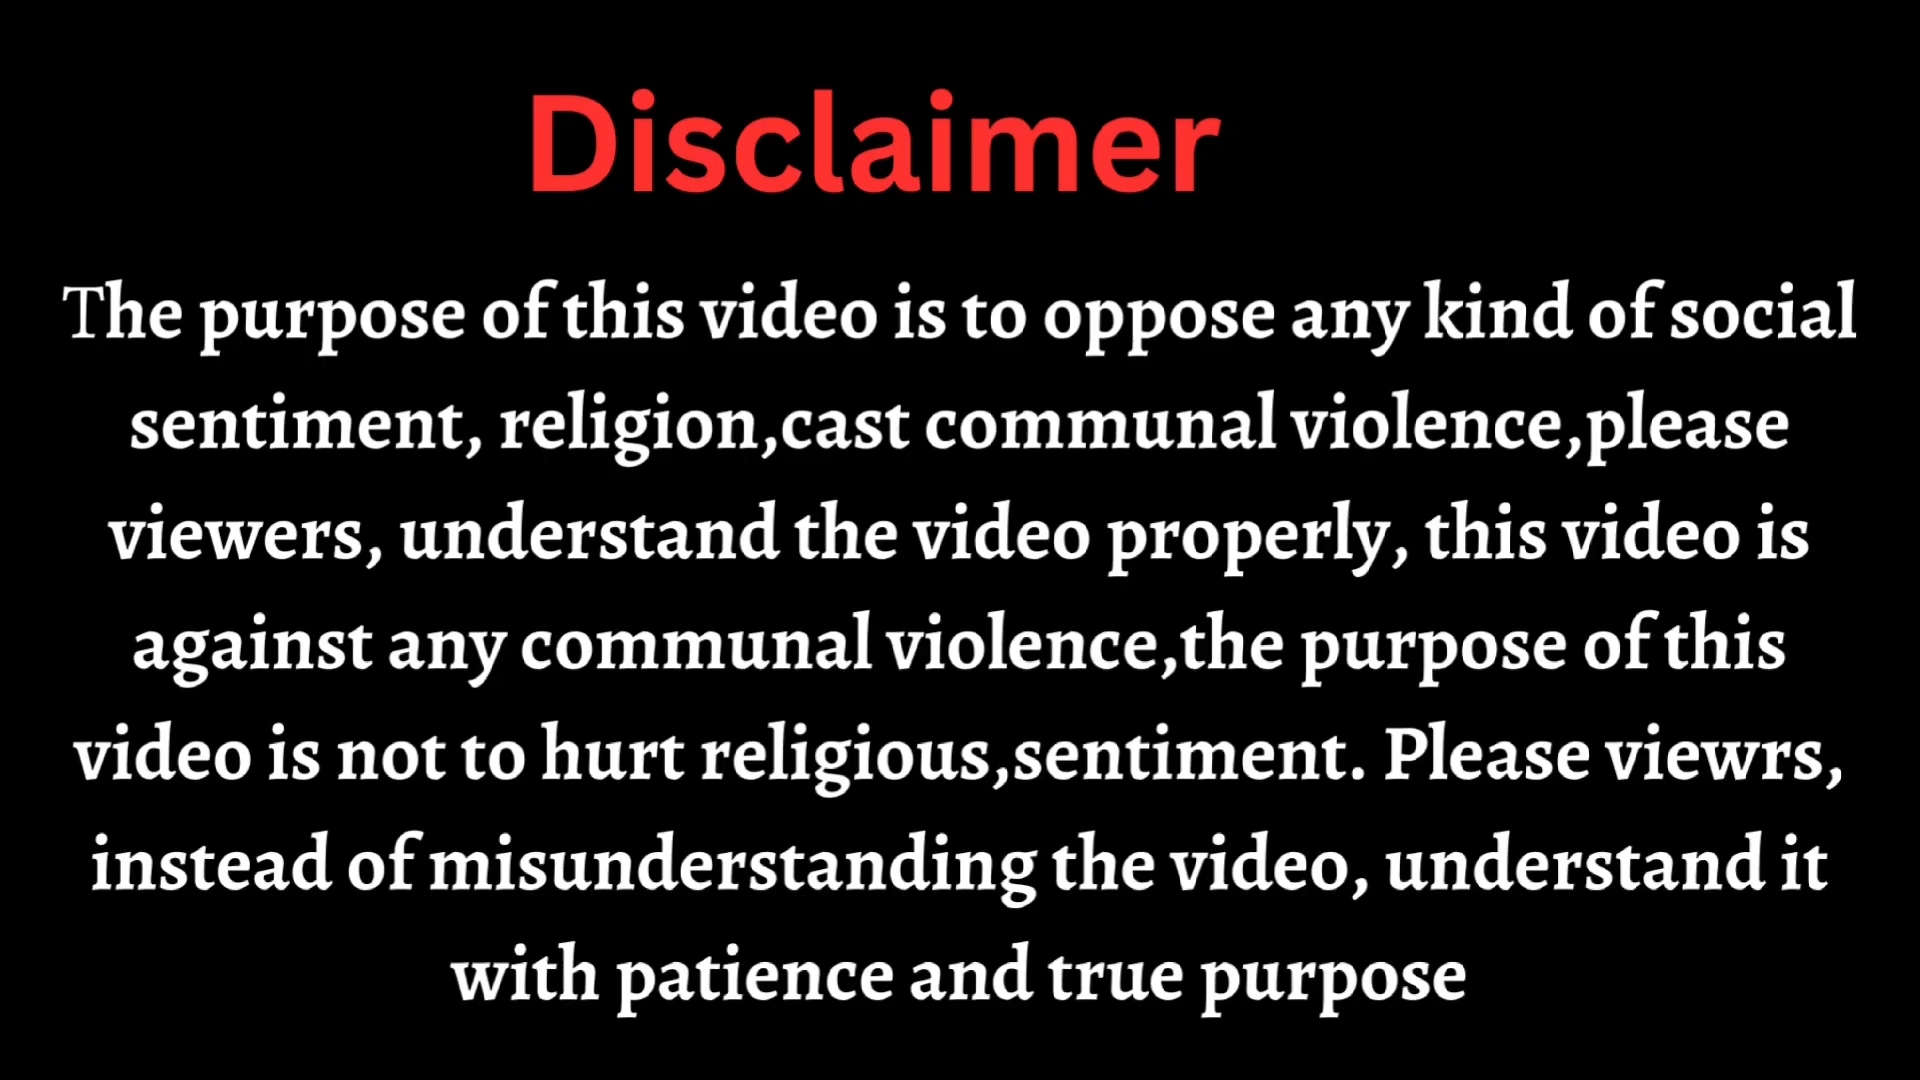 Disclaimer
The purpose of this video is to oppose any kind of social
sentiment, religion,cast communal violence,please
viewers, understand the video properly, this video is
against any communal violence,the purpose of this
video is not to hurt religious,sentiment. Please viewrs,
instead of misunderstanding the video, understand it
with patience and true purpose